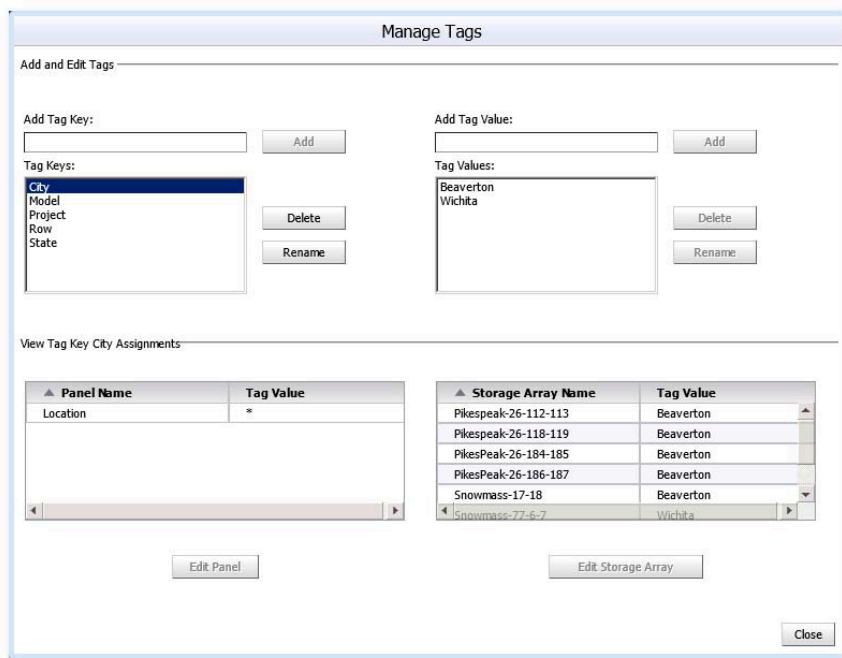 Manage Tags
Add and Edit Tags
Add Tag Key:
Add
Tag Keys:
City
Model
Project
Row
State
Delete
Rename
Add Tag Value:
Add
Tag Values:
Beaverton
Wichita
Delete
Rename
View Tag Key City Assignments
Panel Name Tag Value
Location *
Edit Panel
Storage Array Name Tag Value
Pikespeak-26-112-113 Beaverton
Pikespeak-26-118-119 Beaverton
PikesPeak-26-184-185 Beaverton
PikesPeak-26-186-187 Beaverton
Snowmass-17-18 Beaverton
Snowmass-77-6-7 Wichita
Edit Storage Array
Close